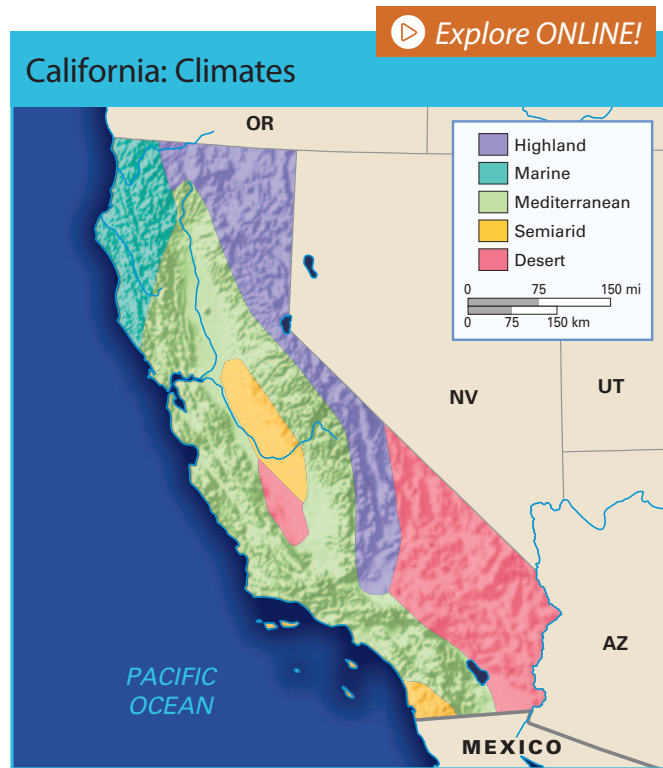 Explore ONLINE!
California: Climates
OR
Highland
Marine
Mediterranean
Semiarid
Desert
0 75 150 mi
0 75 150 km
NV
UT
AZ
PACIFIC
OCEAN
MEXICO